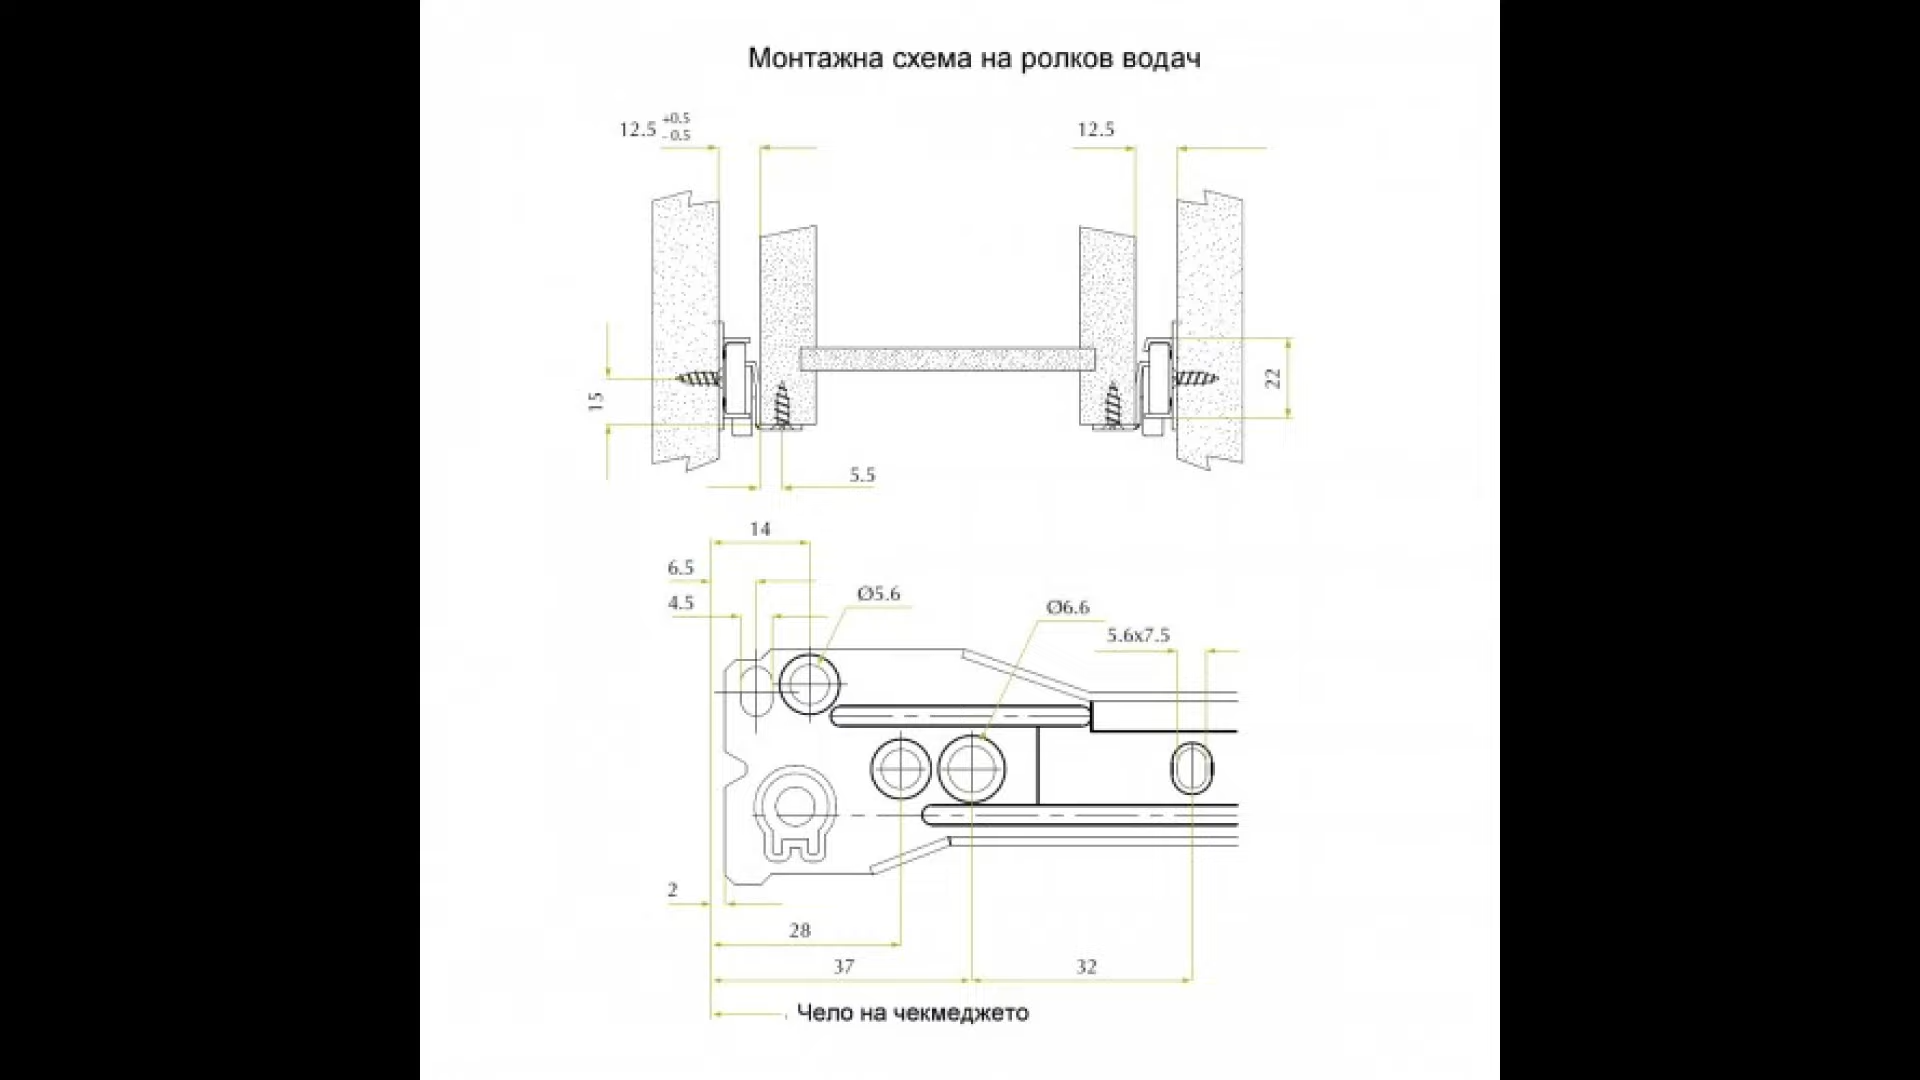 Монтажна схема на ролков водач
12.5 +0.5
- 0.5
12.5
15
22
5.5
14
6.5
4.5
Ø5.6
Ø6.6
5.6x7.5
2
28
37
32
Чело на чекмеджето